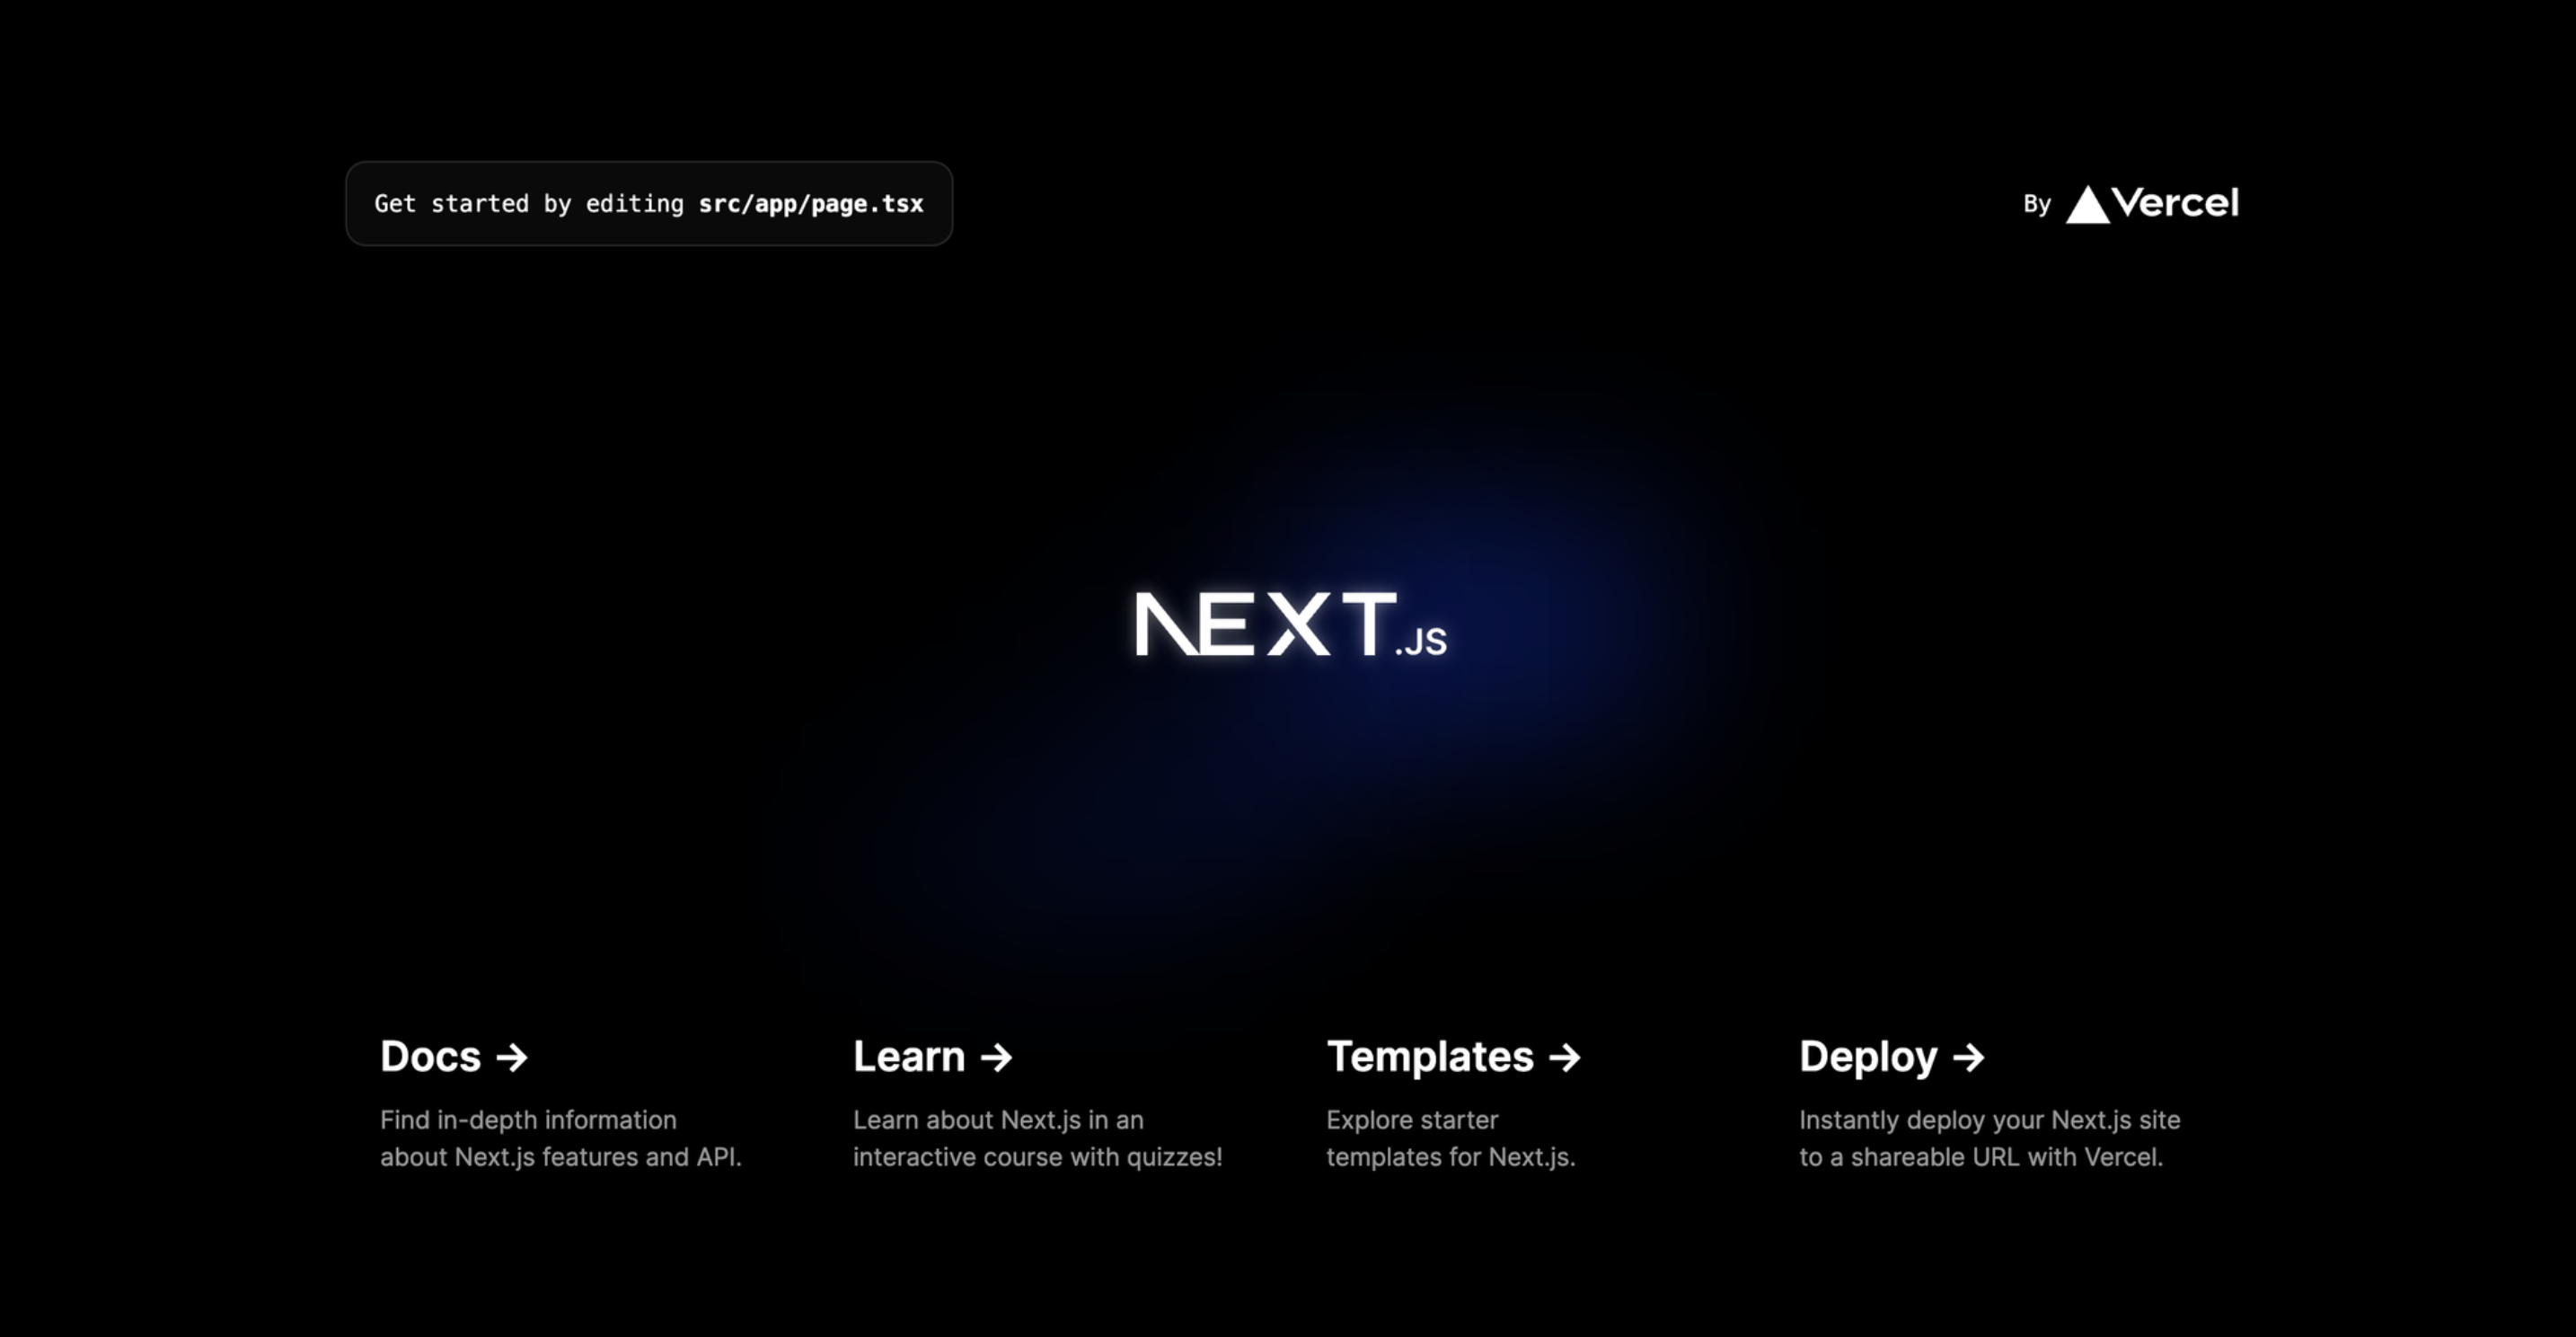 Get started by editing src/app/page.tsx
By Vercel
NEXT.JS
Docs →
Find in-depth information
about Next.js features and API.
Learn →
Learn about Next.js in an
interactive course with quizzes!
Templates →
Explore starter
templates for Next.js.
Deploy →
Instantly deploy your Next.js site
to a shareable URL with Vercel.